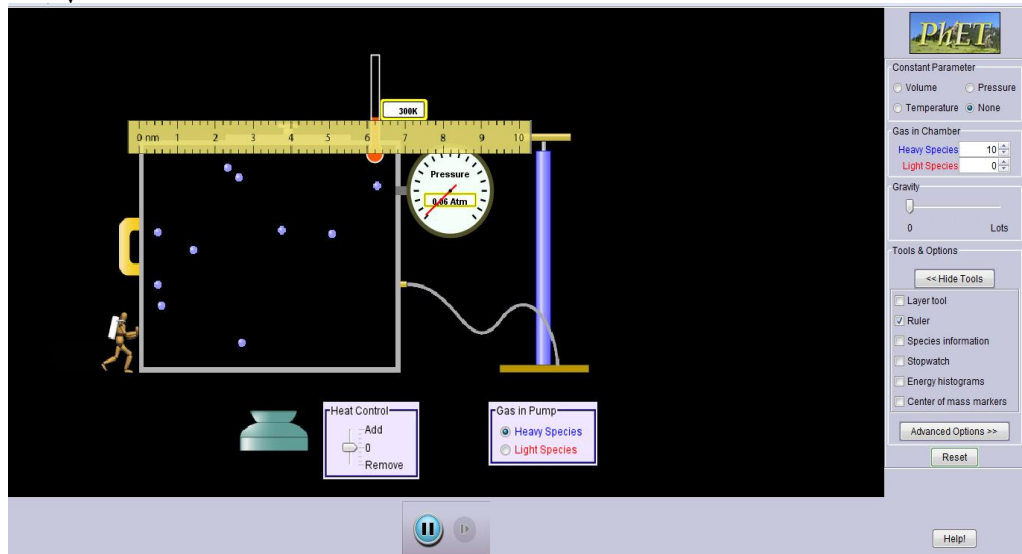 PhET
Constant Parameter
Volume Pressure
Temperature None
Gas in Chamber
Heavy Species 10
Light Species 0
Gravity
0 Lots
Tools & Options
<< Hide Tools
Layer tool
Ruler
Species information
Stopwatch
Energy histograms
Center of mass markers
Advanced Options >>
Reset
Help!
300K
0 nm 1 2 3 4 5 6 7 8 9 10
Pressure
0.06 Atm
Heat Control
Add
0
Remove
Gas in Pump
Heavy Species
Light Species